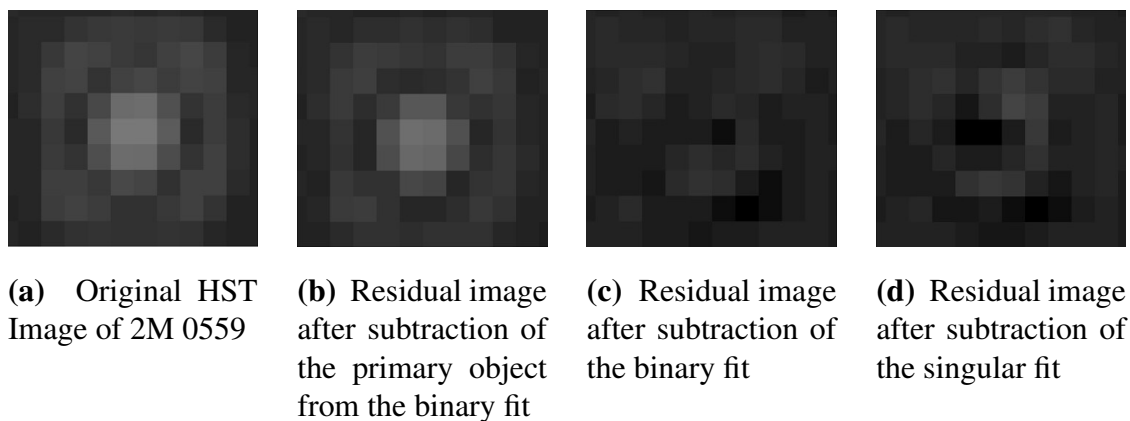 (a) Original HST
Image of 2M 0559
(b) Residual image
after subtraction of
the primary object
from the binary fit
(c) Residual image
after subtraction of
the binary fit
(d) Residual image
after subtraction of
the singular fit